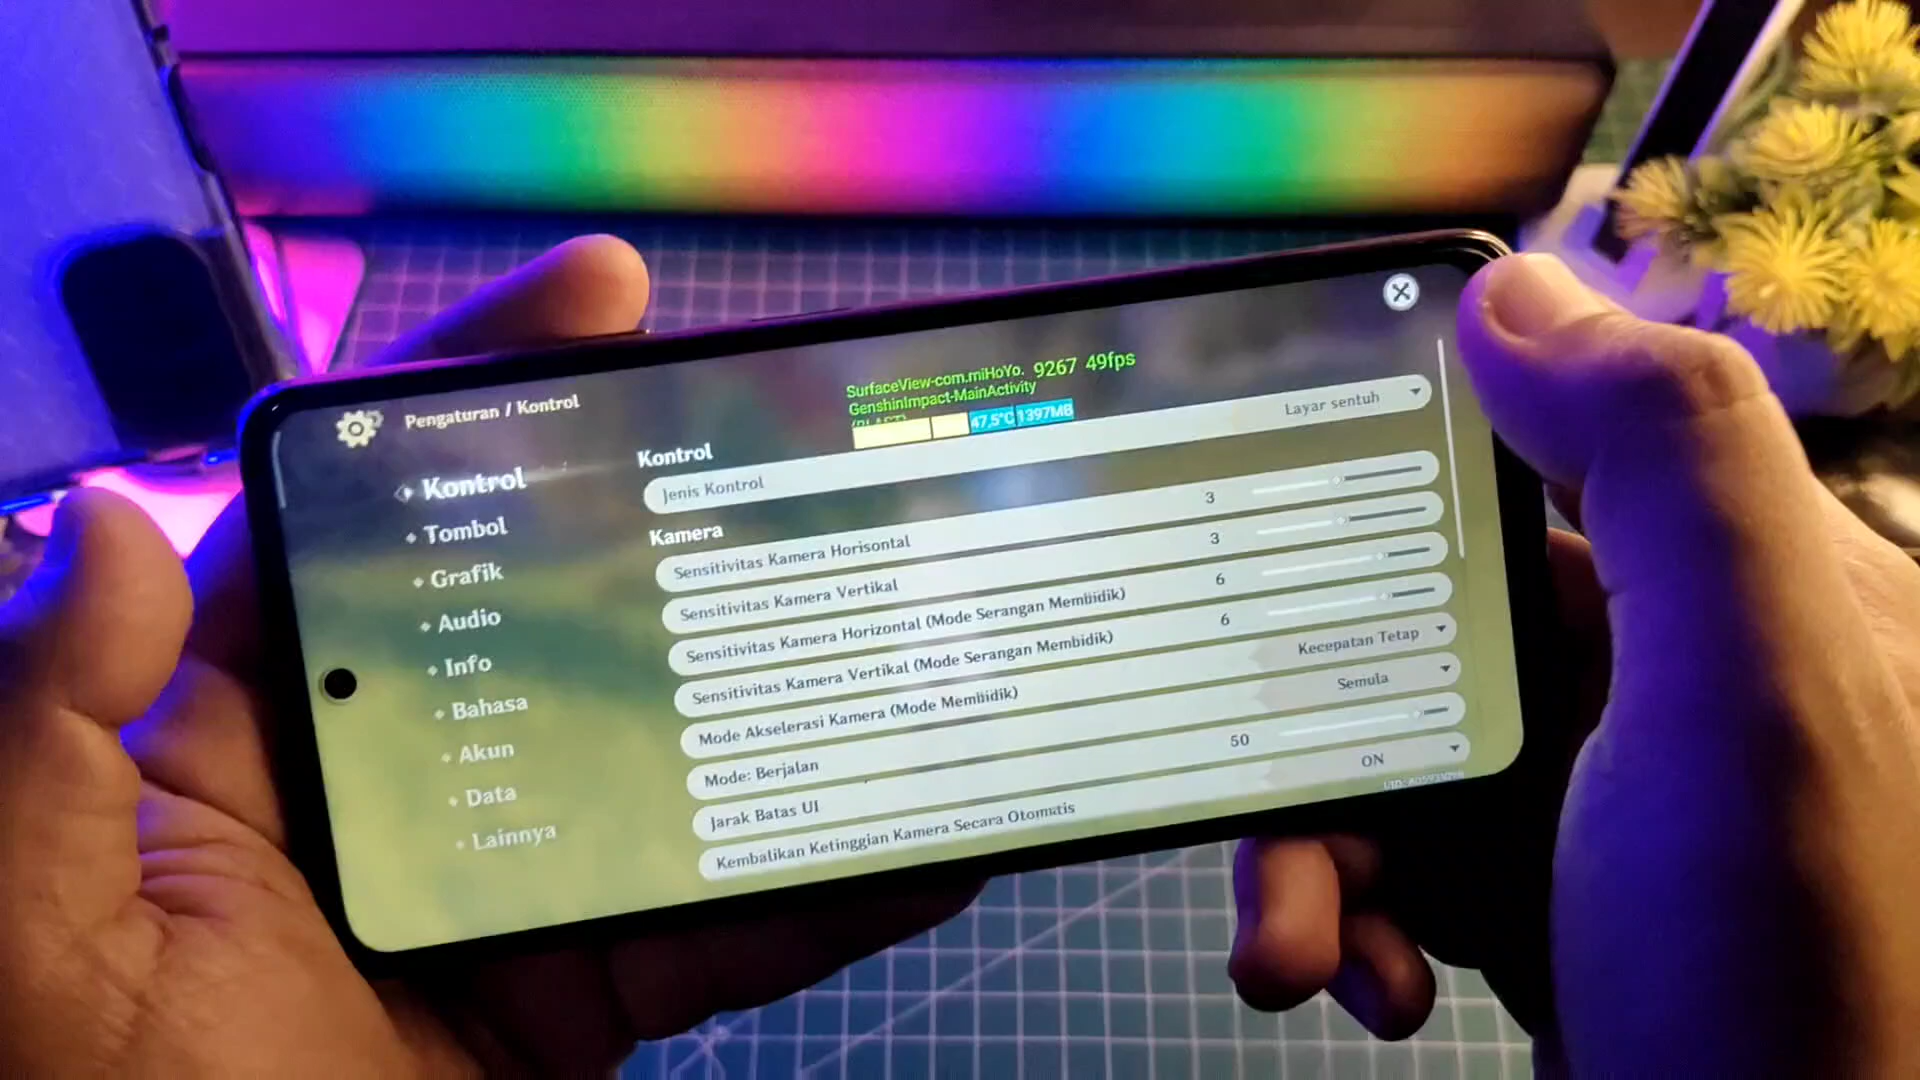 Pengaturan / Kontrol
SurfaceView-com.miHoYo. 9267 49fps
GenshinImpact-MainActivity
47,5°C 1397MB
Kontrol
Tombol
Grafik
Audio
Info
Bahasa
Akun
Data
Lainnya
Kontrol
Jenis Kontrol Layar sentuh
Kamera
Sensitivitas Kamera Horisontal 3
Sensitivitas Kamera Vertikal 3
Sensitivitas Kamera Horizontal (Mode Serangan Membidik) 6
Sensitivitas Kamera Vertikal (Mode Serangan Membidik) 6
Mode Akselerasi Kamera (Mode Membidik) Kecepatan Tetap
Mode: Berjalan Semula
Jarak Batas UI 50
Kembalikan Ketinggian Kamera Secara Otomatis ON